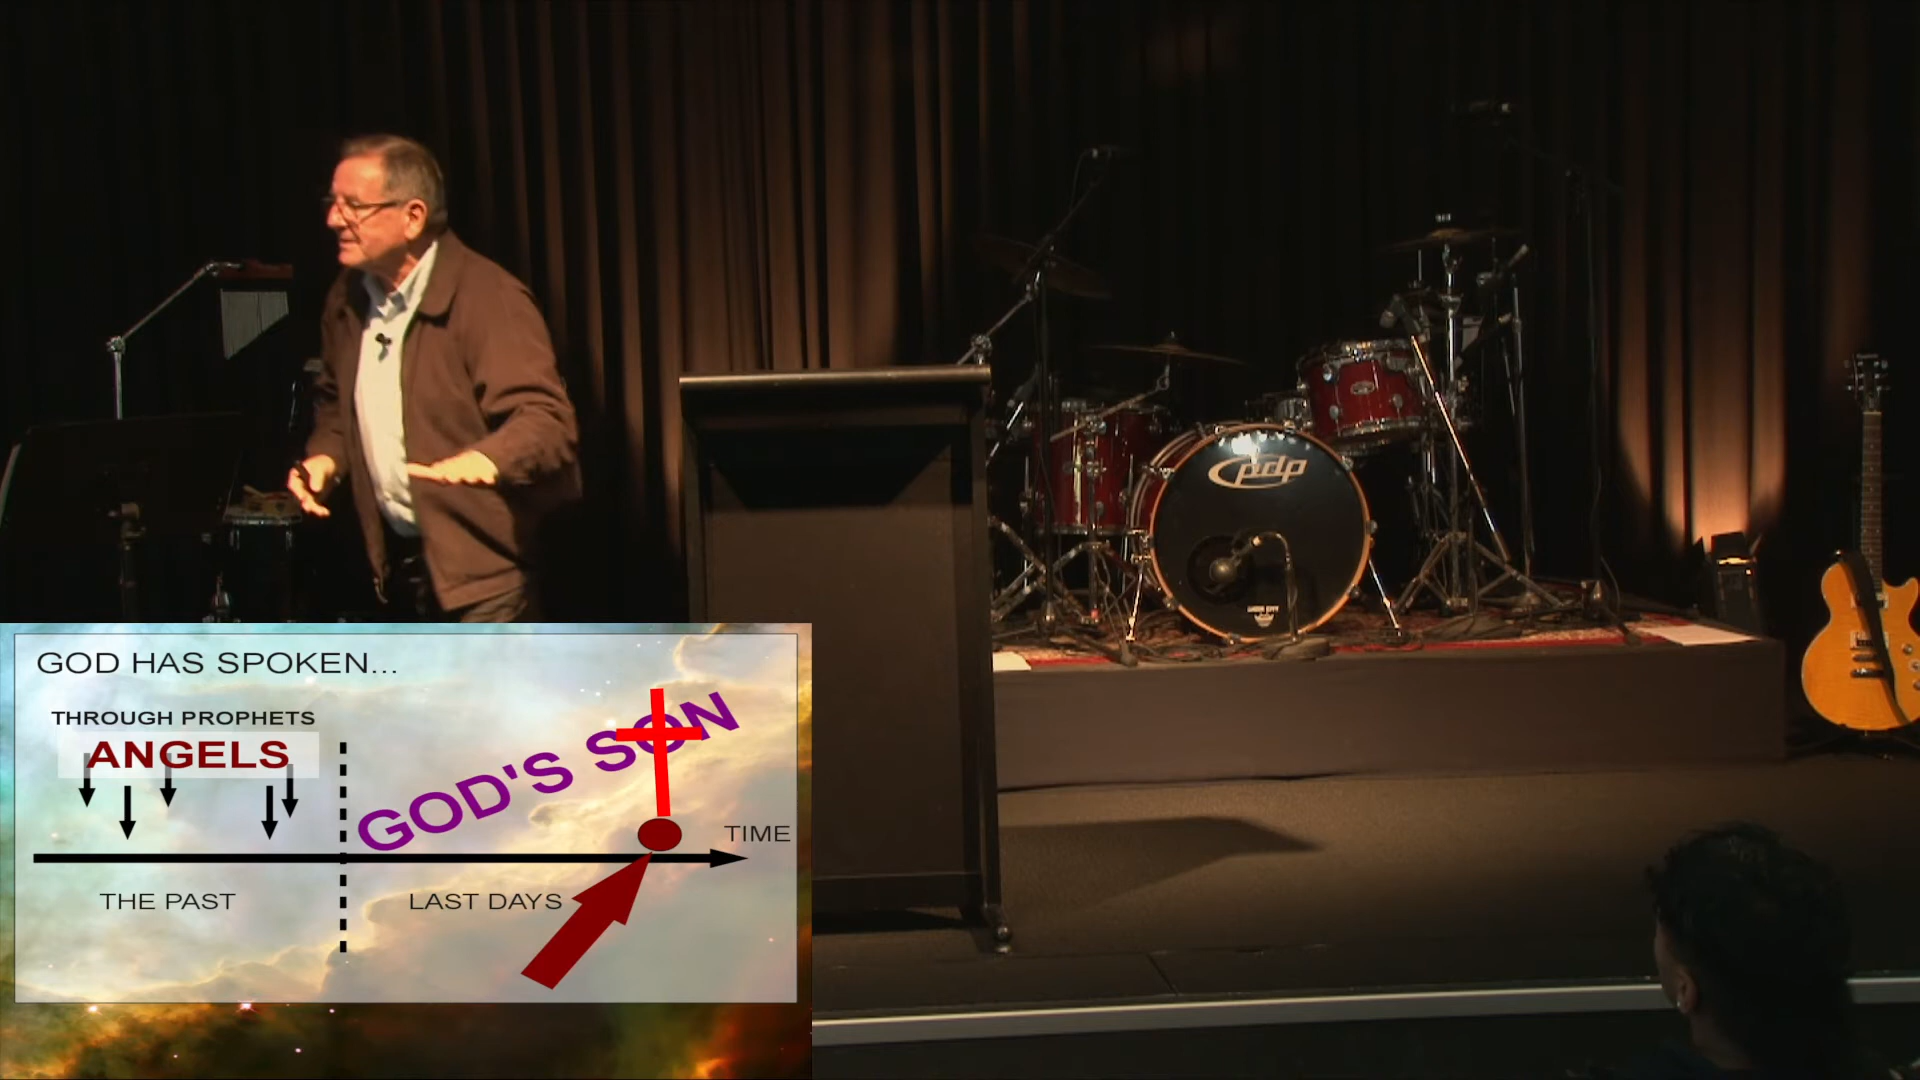 pdp
GOD HAS SPOKEN...
THROUGH PROPHETS
ANGELS
GOD'S SON
TIME
THE PAST
LAST DAYS